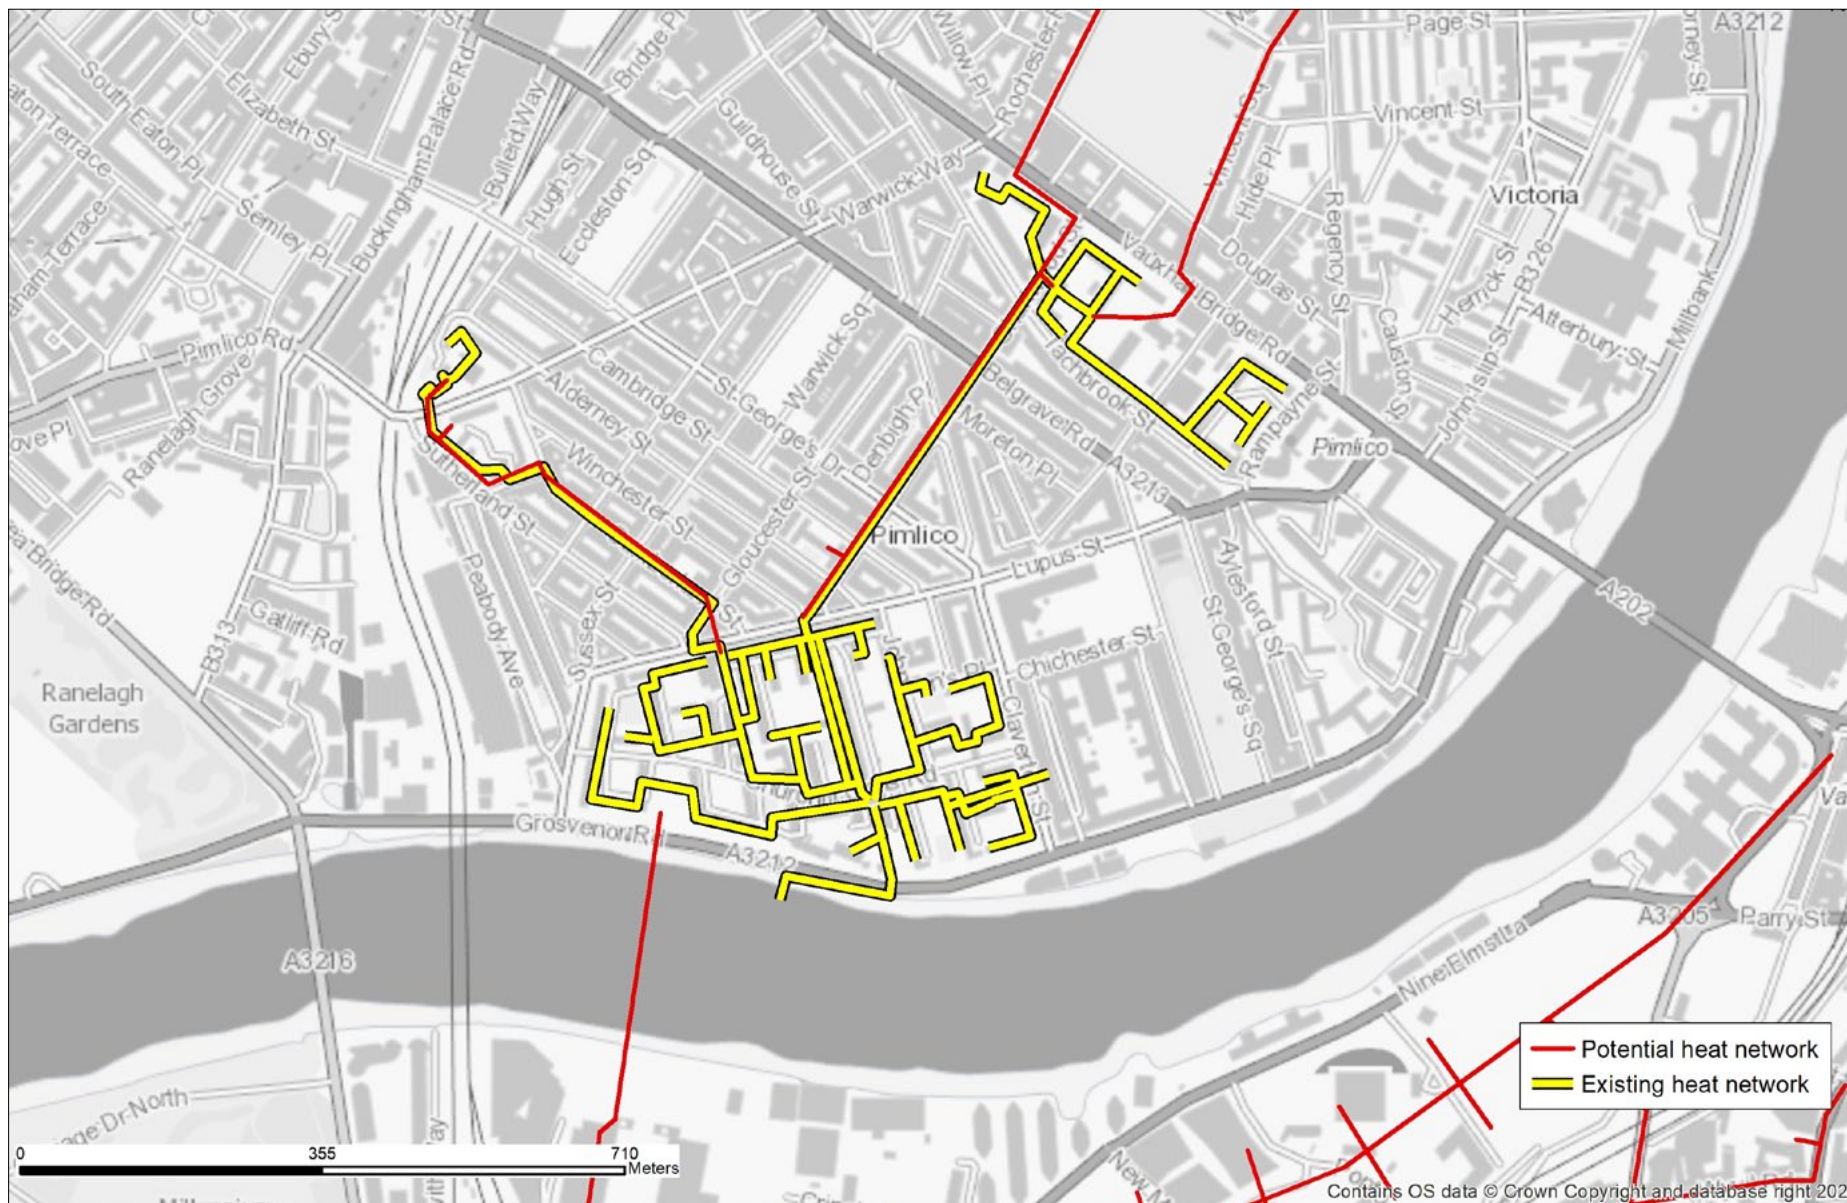 Page St
A3212
Ebury St
Bridge Pl
Willow Pl
Elizabeth St
South Eaton Pl
Buckingham Palace Rd
Bulleid Way
Guildhouse St
Vincent St
Hugh St
Eccleston Sq
Warwick Way
Hide Pl
Semley Pl
Regency St
Victoria
Vauxhall Bridge Rd
Douglas St
Herrick St
B326
Millbank
Atterbury St
Causton St
John Islip St
Pimlico Rd
Ranelagh Grove
Warwick Sq
Cambridge St
St George's Dr
Alderney St
Denbigh Pl
Belgrave Rd
Tachbrook St
Moreton Pl
A3213
Rampayne St
Pimlico
Winchester St
Sutherland St
Gloucester St
Pimlico
Lupus St
Peabody Ave
Sussex St
St
Aylesford St
St George's Sq
A202
Gatliff Rd
B313
Chichester St
Ranelagh
Gardens
Grosvenor Rd
A3212
A3216
A3205
Parry St
Nine Elms La
Potential heat network
Existing heat network
0 355 710
Meters
Contains OS data © Crown Copyright and database right 202